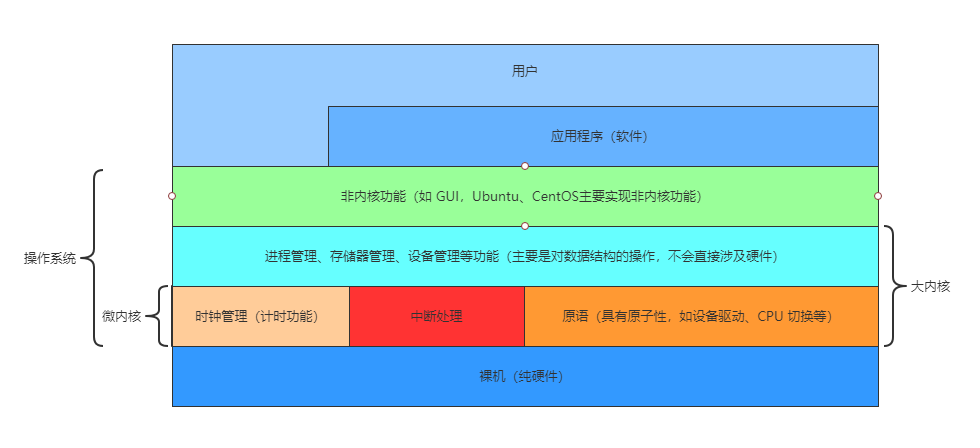 用户
应用程序（软件）
非内核功能（如 GUI，Ubuntu、CentOS主要实现非内核功能）
操作系统
进程管理、存储器管理、设备管理等功能（主要是对数据结构的操作，不会直接涉及硬件）
大内核
微内核
时钟管理（计时功能）
中断处理
原语（具有原子性，如设备驱动、CPU 切换等）
裸机（纯硬件）